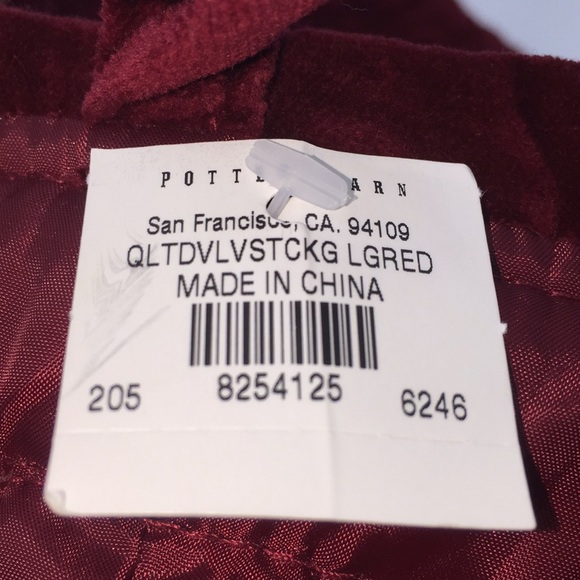 POTTE ARN
San Francisco, CA. 94109
QLTDVLVSTCKG LGRED
MADE IN CHINA
8254125
205 6246